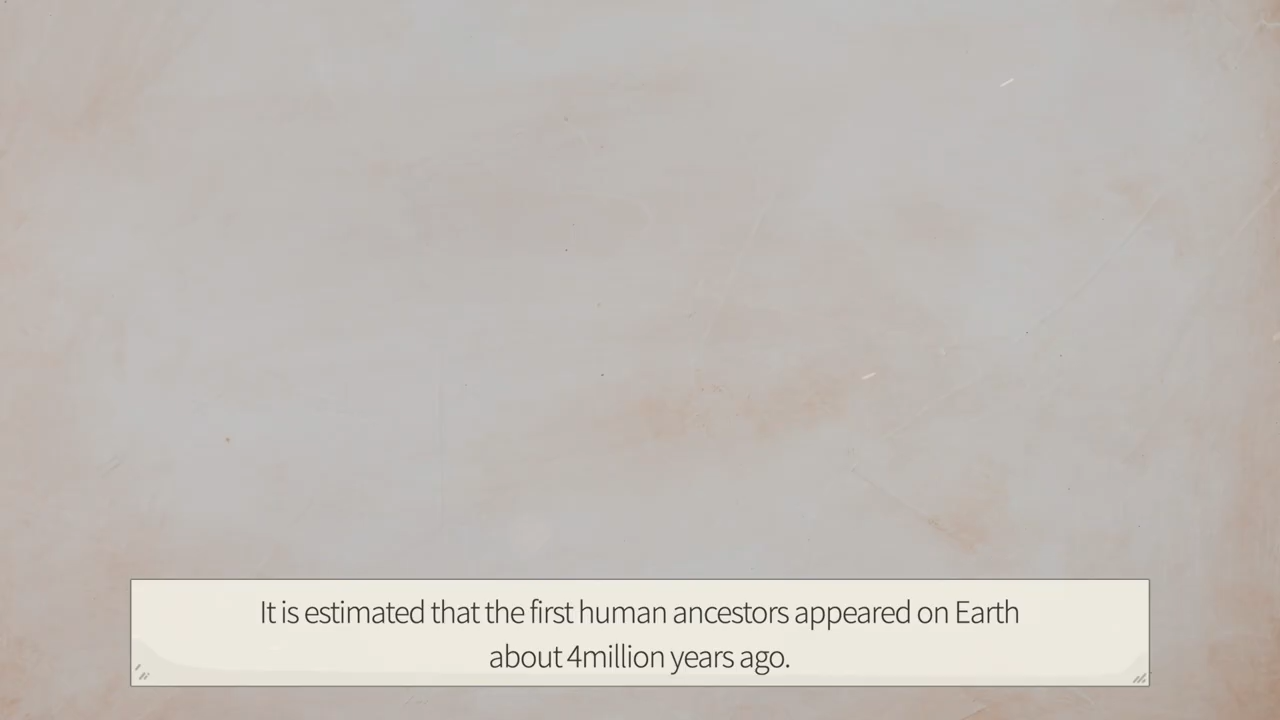 It is estimated that the first human ancestors appeared on Earth
about 4million years ago.